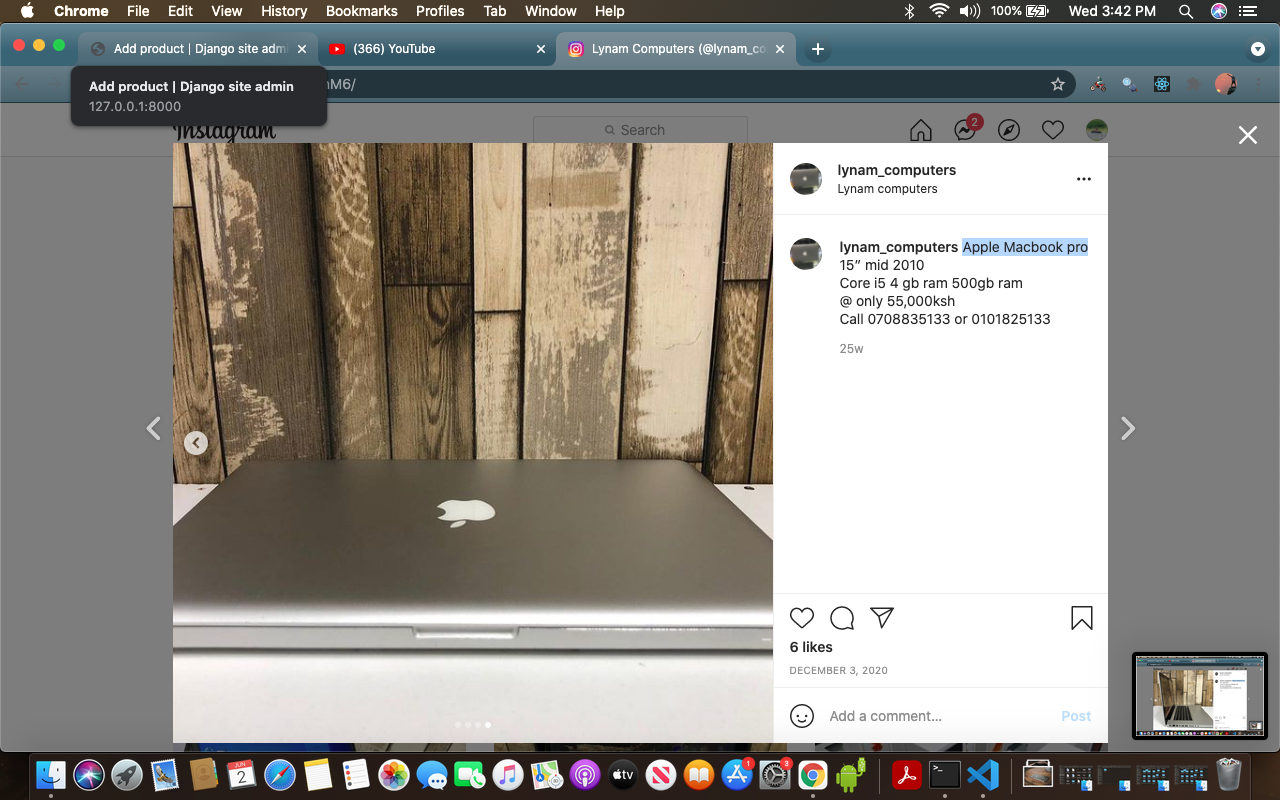 Chrome File Edit View History Bookmarks Profiles Tab Window Help 100% Wed 3:42 PM
Add product | Django site admi
(366) YouTube
Lynam Computers (@lynam_co
Add product | Django site admin
127.0.0.1:8000
M6/
Instagram
Search
2
lynam_computers
Lynam computers
lynam_computers Apple Macbook pro
15” mid 2010
Core i5 4 gb ram 500gb ram
@ only 55,000ksh
Call 0708835133 or 0101825133
25w
6 likes
DECEMBER 3, 2020
Add a comment... Post
JUN
2
tv
1
3